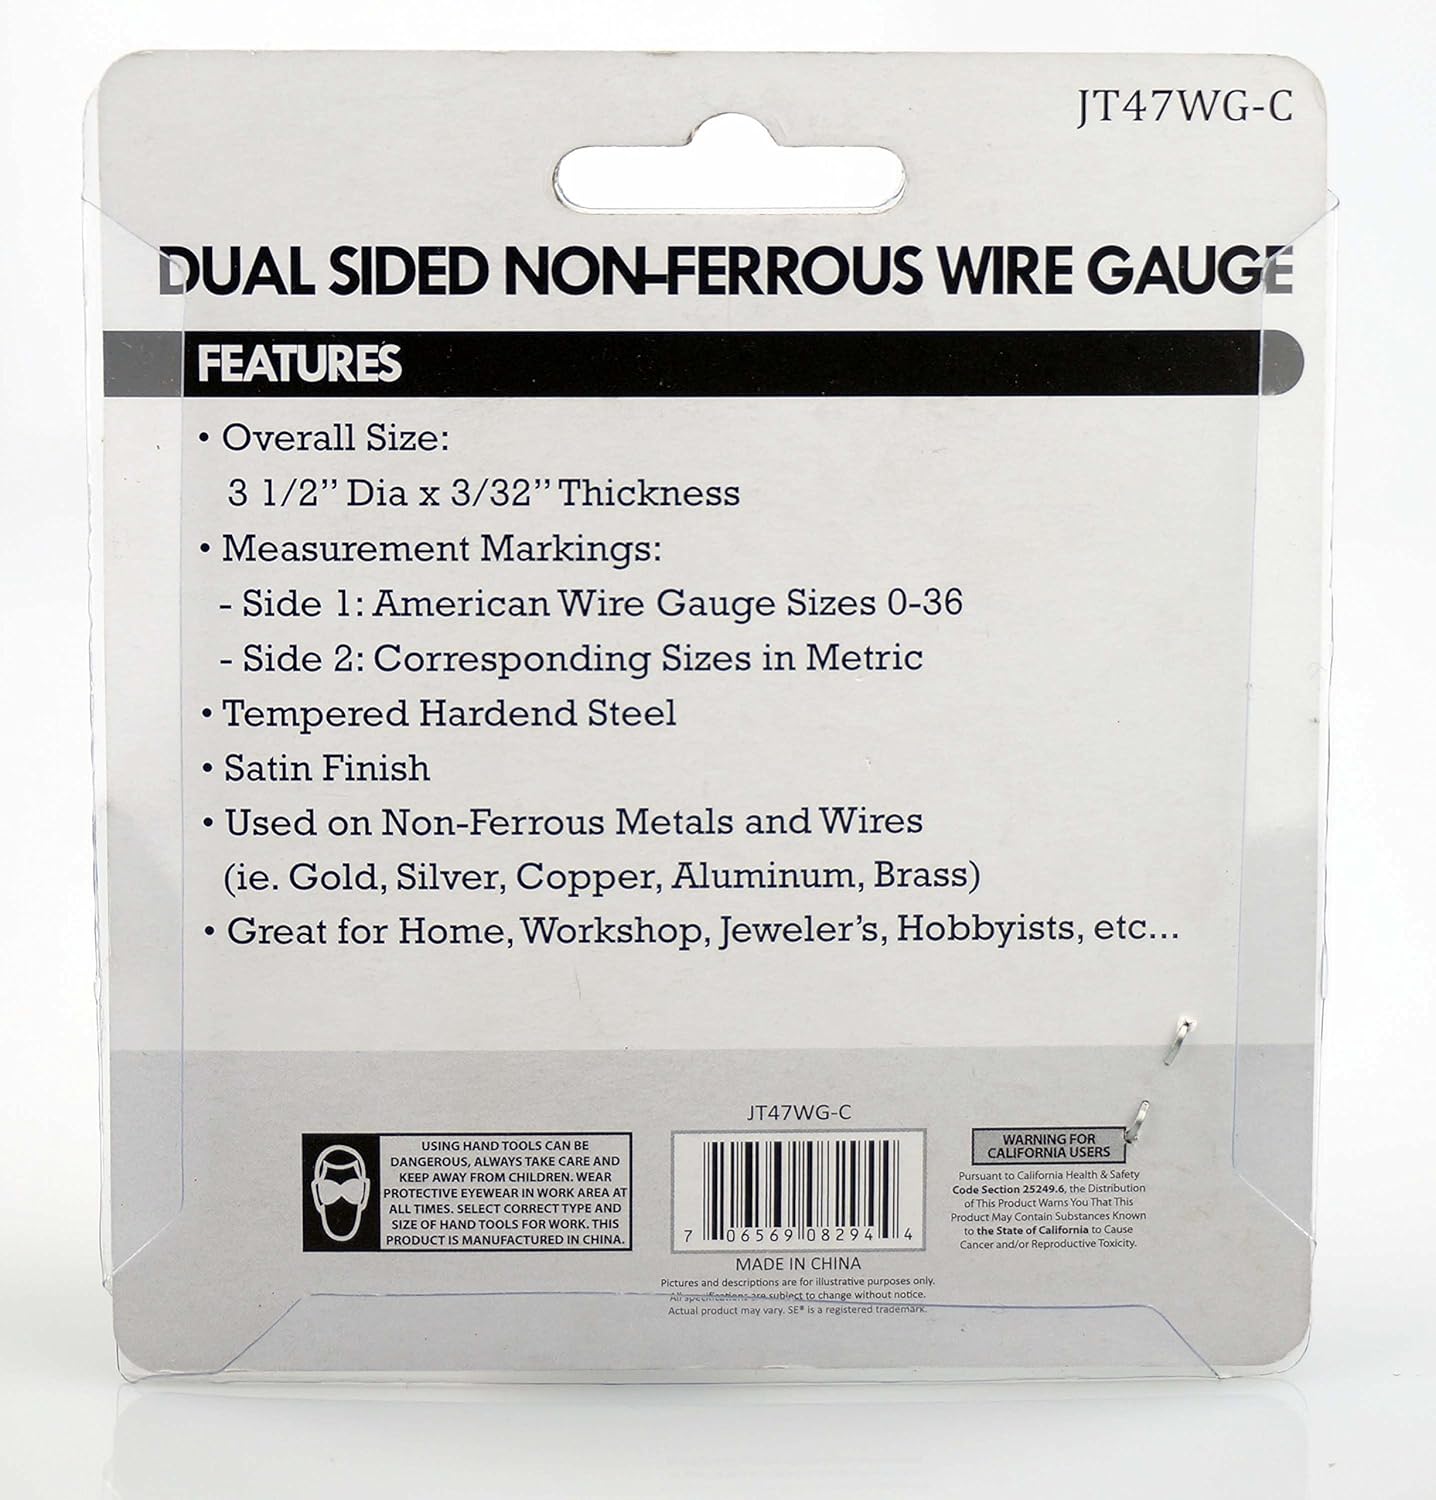 JT47WG-C
DUAL SIDED NON-FERROUS WIRE GAUGE
FEATURES
• Overall Size:
3 1/2” Dia x 3/32” Thickness
• Measurement Markings:
- Side 1: American Wire Gauge Sizes 0-36
- Side 2: Corresponding Sizes in Metric
• Tempered Hardend Steel
• Satin Finish
• Used on Non-Ferrous Metals and Wires
(ie. Gold, Silver, Copper, Aluminum, Brass)
• Great for Home, Workshop, Jeweler’s, Hobbyists, etc...
USING HAND TOOLS CAN BE
DANGEROUS, ALWAYS TAKE CARE AND
KEEP AWAY FROM CHILDREN. WEAR
PROTECTIVE EYEWEAR IN WORK AREA AT
ALL TIMES. SELECT CORRECT TYPE AND
SIZE OF HAND TOOLS FOR WORK. THIS
PRODUCT IS MANUFACTURED IN CHINA.
JT47WG-C
7 06569 08294 4
MADE IN CHINA
Pictures and descriptions are for illustrative purposes only.
All specifications are subject to change without notice.
Actual product may vary. SE® is a registered trademark.
WARNING FOR
CALIFORNIA USERS
Pursuant to California Health & Safety
Code Section 25249.6, the Distribution
of This Product Warns You That This
Product May Contain Substances Known
to the State of California to Cause
Cancer and/or Reproductive Toxicity.